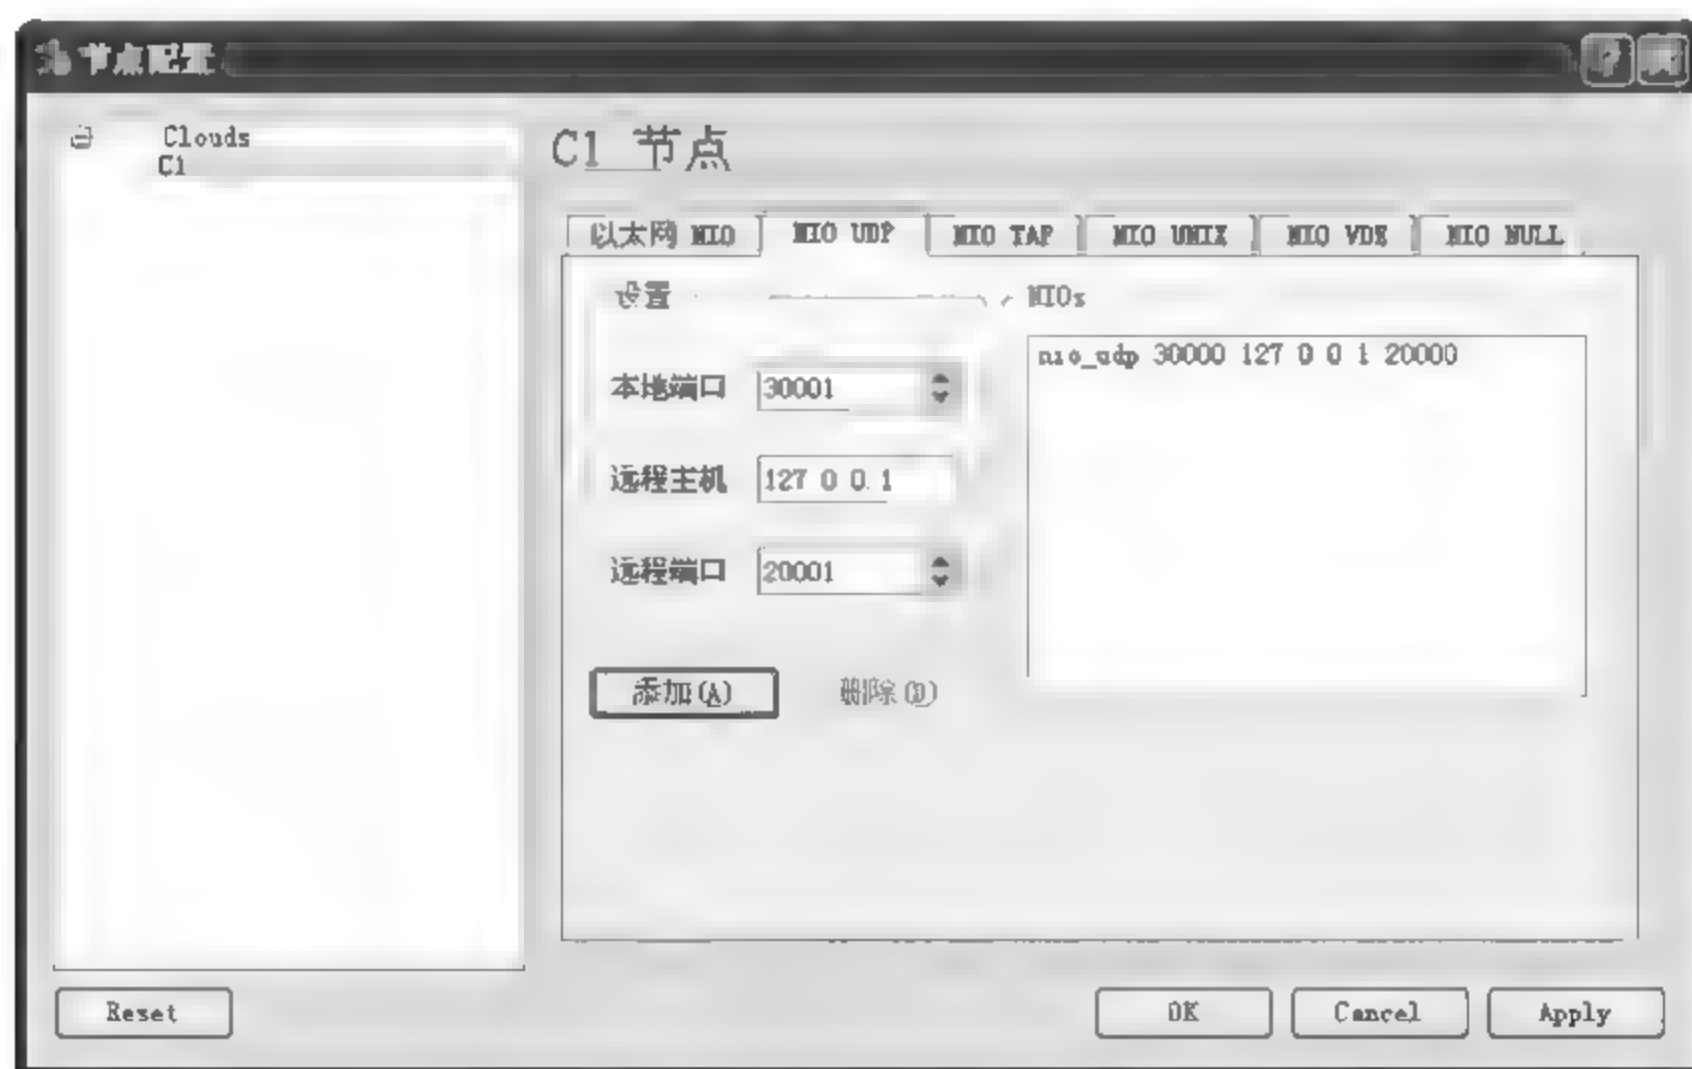 节点配置
Clouds
C1
C1 节点
以太网 NIO
NIO UDP
NIO TAP
NIO UNIX
NIO VDE
NIO NULL
设置
NIOs
nio_udp 30000 127 0 0 1 20000
本地端口 30001
远程主机 127 0 0.1
远程端口 20001
添加(A)
删除(D)
Reset
OK
Cancel
Apply